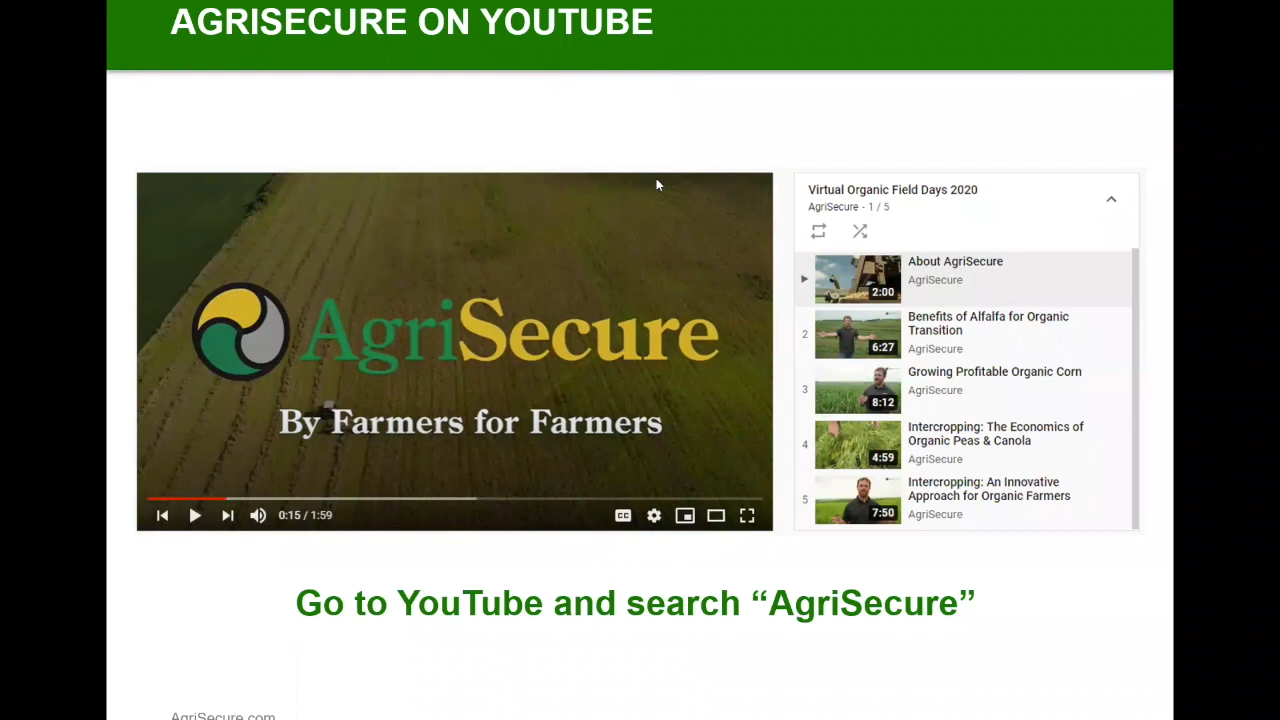 AGRISECURE ON YOUTUBE
AgriSecure
By Farmers for Farmers
0:15 / 1:59
CC
Virtual Organic Field Days 2020
AgriSecure - 1 / 5
2:00
About AgriSecure
AgriSecure
2
6:27
Benefits of Alfalfa for Organic
Transition
AgriSecure
3
8:12
Growing Profitable Organic Corn
AgriSecure
4
4:59
Intercropping: The Economics of
Organic Peas & Canola
AgriSecure
5
7:50
Intercropping: An Innovative
Approach for Organic Farmers
AgriSecure
Go to YouTube and search “AgriSecure”
AgriSecure.com